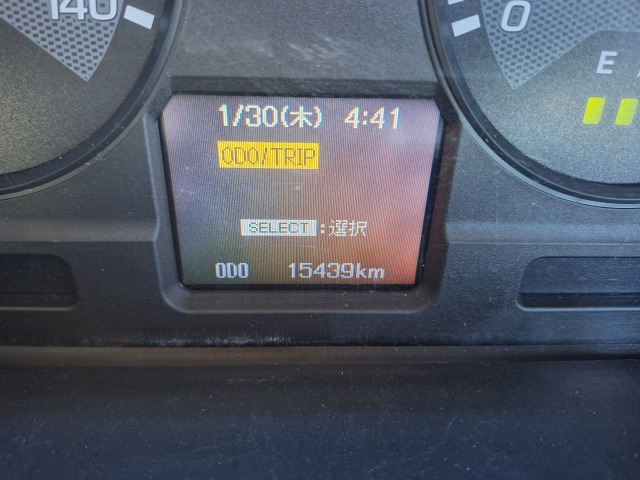 140
0
E
1/30(木) 4:41
ODO/TRIP
SELECT :選択
ODO 15439km